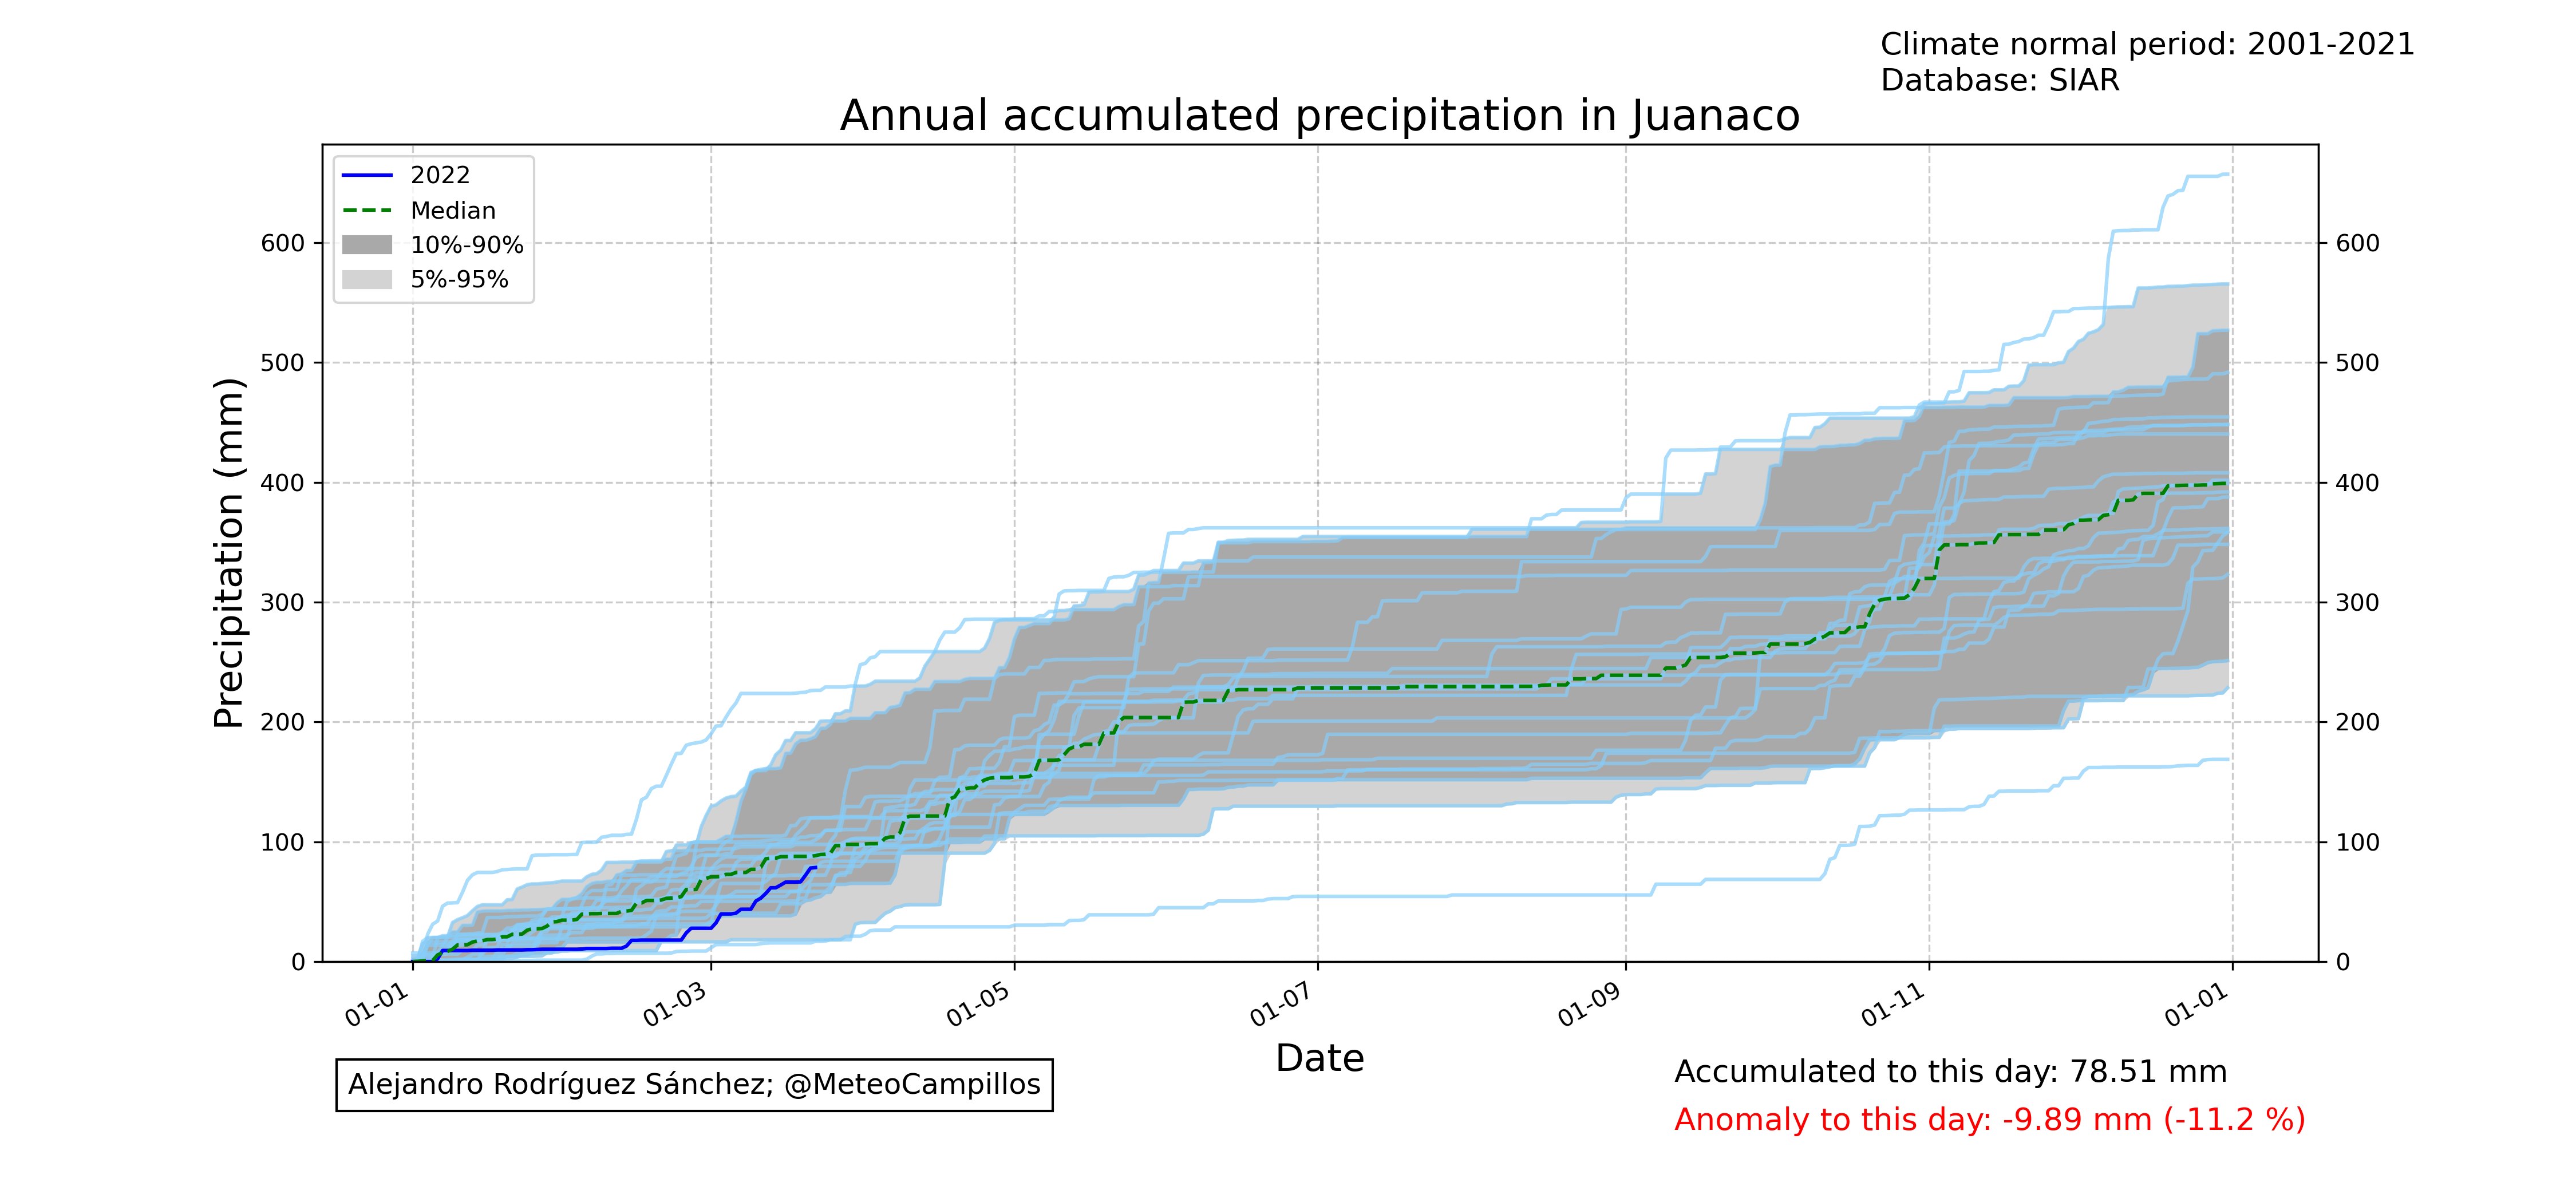 Climate normal period: 2001-2021
Database: SIAR
Annual accumulated precipitation in Juanaco
2022
Median
10%-90%
5%-95%
Precipitation (mm)
600
500
400
300
200
100
0
600
500
400
300
200
100
0
01-01
01-03
01-05
01-07
01-09
01-11
01-01
Date
Alejandro Rodríguez Sánchez; @MeteoCampillos
Accumulated to this day: 78.51 mm
Anomaly to this day: -9.89 mm (-11.2 %)